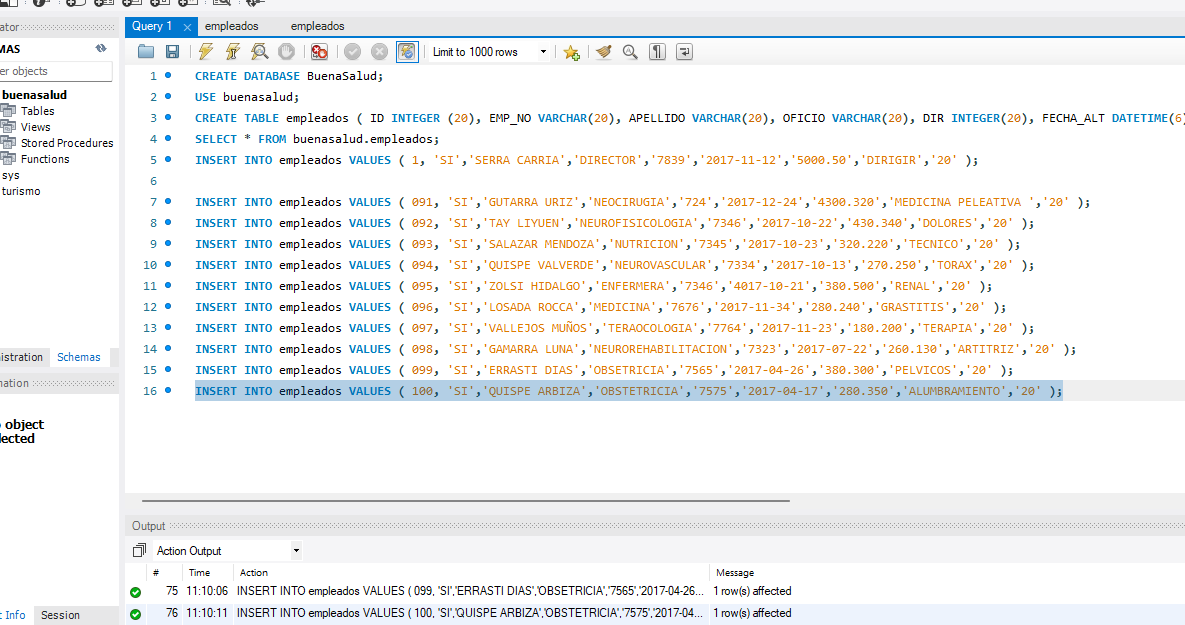 Query 1 empleados empleados
ator
MAS
er objects
buenasalud
Tables
Views
Stored Procedures
Functions
sys
turismo
istration Schemas
nation
object
lected
t Info Session
Limit to 1000 rows
1 CREATE DATABASE BuenaSalud;
2 USE buenasalud;
3 CREATE TABLE empleados ( ID INTEGER (20), EMP_NO VARCHAR(20), APELLIDO VARCHAR(20), OFICIO VARCHAR(20), DIR INTEGER(20), FECHA_ALT DATETIME(6)
4 SELECT * FROM buenasalud.empleados;
5 INSERT INTO empleados VALUES ( 1, 'SI','SERRA CARRIA','DIRECTOR','7839','2017-11-12','5000.50','DIRIGIR','20' );
6
7 INSERT INTO empleados VALUES ( 091, 'SI','GUTARRA URIZ','NEOCIRUGIA','724','2017-12-24','4300.320','MEDICINA PELEATIVA ','20' );
8 INSERT INTO empleados VALUES ( 092, 'SI','TAY LIYUEN','NEUROFISICOLOGIA','7346','2017-10-22','430.340','DOLORES','20' );
9 INSERT INTO empleados VALUES ( 093, 'SI','SALAZAR MENDOZA','NUTRICION','7345','2017-10-23','320.220','TECNICO','20' );
10 INSERT INTO empleados VALUES ( 094, 'SI','QUISPE VALVERDE','NEUROVASCULAR','7334','2017-10-13','270.250','TORAX','20' );
11 INSERT INTO empleados VALUES ( 095, 'SI','ZOLSI HIDALGO','ENFERMERA','7346','4017-10-21','380.500','RENAL','20' );
12 INSERT INTO empleados VALUES ( 096, 'SI','LOSADA ROCCA','MEDICINA','7676','2017-11-34','280.240','GRASTITIS','20' );
13 INSERT INTO empleados VALUES ( 097, 'SI','VALLEJOS MUÑOS','TERAOCOLOGIA','7764','2017-11-23','180.200','TERAPIA','20' );
14 INSERT INTO empleados VALUES ( 098, 'SI','GAMARRA LUNA','NEUROREHABILITACION','7323','2017-07-22','260.130','ARTITRIZ','20' );
15 INSERT INTO empleados VALUES ( 099, 'SI','ERRASTI DIAS','OBSETRICIA','7565','2017-04-26','380.300','PELVICOS','20' );
16 INSERT INTO empleados VALUES ( 100, 'SI','QUISPE ARBIZA','OBSTETRICIA','7575','2017-04-17','280.350','ALUMBRAMIENTO','20' );
Output
Action Output
# Time Action Message
75 11:10:06 INSERT INTO empleados VALUES ( 099, 'SI','ERRASTI DIAS','OBSETRICIA','7565','2017-04-26... 1 row(s) affected
76 11:10:11 INSERT INTO empleados VALUES ( 100, 'SI','QUISPE ARBIZA','OBSTETRICIA','7575','2017-04... 1 row(s) affected